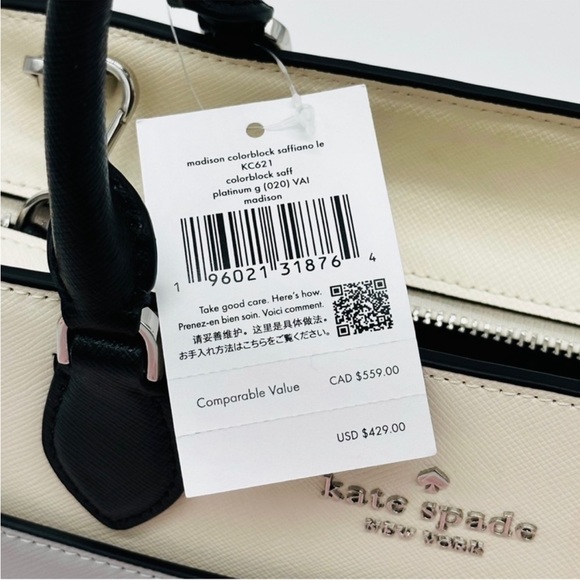 madison colorblock saffiano le
KC621
colorblock saff
platinum g (020) VAI
madison
1 96021 31876 4
Take good care. Here's how.
Prenez-en bien soin. Voici comment.
请妥善维护。这里是具体做法。
お手入れ方法はこちらをご覧ください。
Comparable Value CAD $559.00
USD $429.00
kate spade
NEW YORK